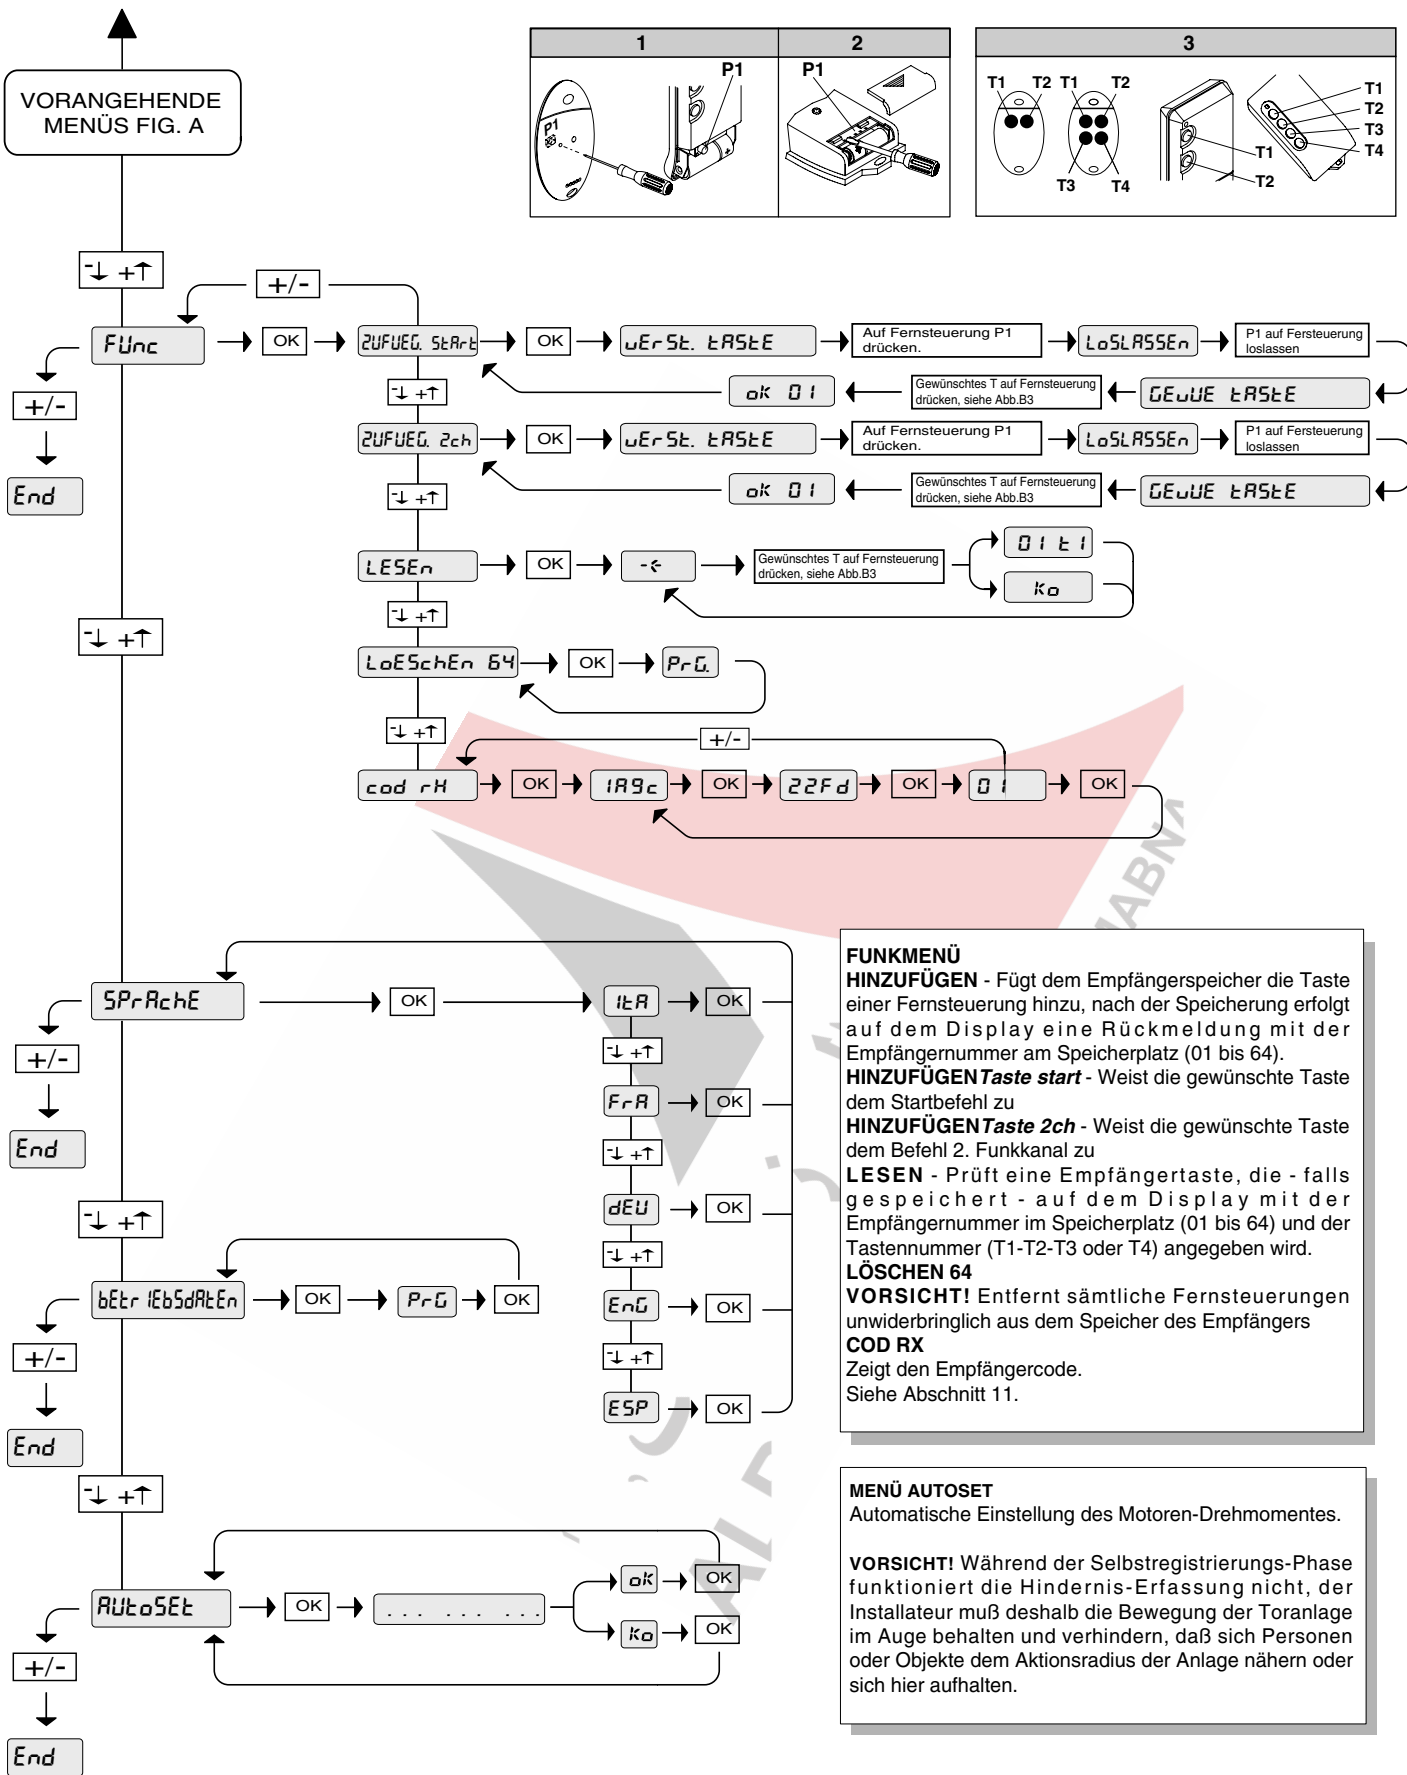 VORANGEHENDE
MENÜS FIG. A
1
2
3
P1
P1
P1
T1
T2
T1
T2
T3
T4
T1
T2
T1
T2
T3
T4
-↓ +↑
+/-
FUnc
OK
ZUFUEG. StArt
OK
vErSt. tAStE
Auf Fernsteuerung P1
drücken.
LoSLASSEn
P1 auf Fersteuerung
loslassen
+/-
End
-↓ +↑
oK 01
Gewünschtes T auf Fernsteuerung
drücken, siehe Abb.B3
GEwUE tAStE
ZUFUEG. 2ch
OK
vErSt. tAStE
Auf Fernsteuerung P1
drücken.
LoSLASSEn
P1 auf Fersteuerung
loslassen
-↓ +↑
oK 01
Gewünschtes T auf Fernsteuerung
drücken, siehe Abb.B3
GEwUE tAStE
LESEn
OK
-<-
Gewünschtes T auf Fernsteuerung
drücken, siehe Abb.B3
01 t1
Ko
-↓ +↑
-↓ +↑
LoESchEn 64
OK
PrG.
-↓ +↑
+/-
cod rH
OK
1A9c
OK
22Fd
OK
01
OK
SPrAchE
OK
ItA
OK
+/-
End
-↓ +↑
FrA
OK
-↓ +↑
dEU
OK
-↓ +↑
EnG
OK
-↓ +↑
ESP
OK
-↓ +↑
bEtrIEbSdAtEn
OK
PrG
OK
+/-
End
-↓ +↑
AUtoSEt
OK
... ... ...
oK
OK
Ko
OK
+/-
End
FUNKMENÜ
HINZUFÜGEN - Fügt dem Empfängerspeicher die Taste
einer Fernsteuerung hinzu, nach der Speicherung erfolgt
auf dem Display eine Rückmeldung mit der
Empfängernummer am Speicherplatz (01 bis 64).
HINZUFÜGEN Taste start - Weist die gewünschte Taste
dem Startbefehl zu
HINZUFÜGEN Taste 2ch - Weist die gewünschte Taste
dem Befehl 2. Funkkanal zu
LESEN - Prüft eine Empfängertaste, die - falls
gespeichert - auf dem Display mit der
Empfängernummer im Speicherplatz (01 bis 64) und der
Tastennummer (T1-T2-T3 oder T4) angegeben wird.
LÖSCHEN 64
VORSICHT! Entfernt sämtliche Fernsteuerungen
unwiderbringlich aus dem Speicher des Empfängers
COD RX
Zeigt den Empfängercode.
Siehe Abschnitt 11.
MENÜ AUTOSET
Automatische Einstellung des Motoren-Drehmomentes.
VORSICHT! Während der Selbstregistrierungs-Phase
funktioniert die Hindernis-Erfassung nicht, der
Installateur muß deshalb die Bewegung der Toranlage
im Auge behalten und verhindern, daß sich Personen
oder Objekte dem Aktionsradius der Anlage nähern oder
sich hier aufhalten.